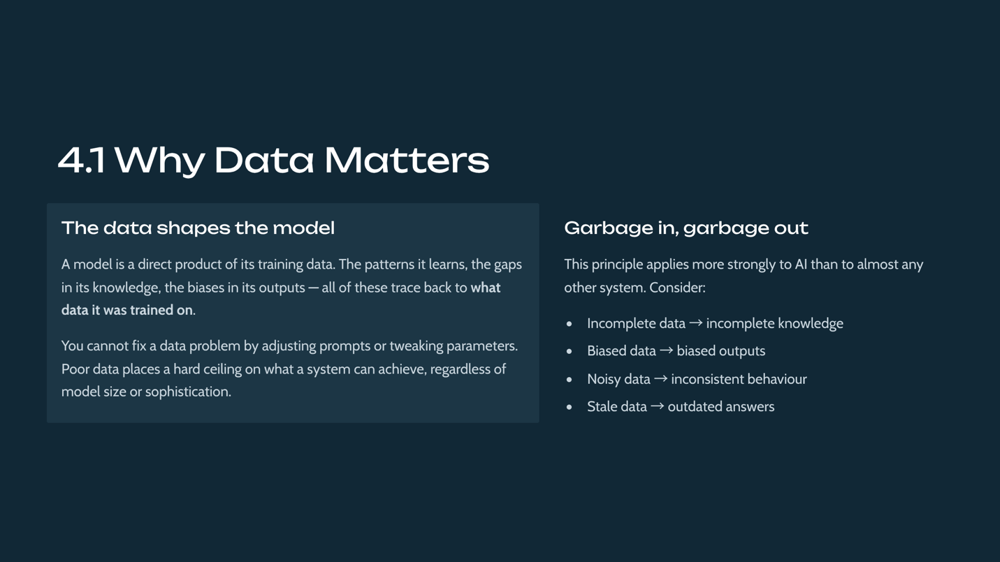 4.1 Why Data Matters
The data shapes the model
A model is a direct product of its training data. The patterns it learns, the gaps
in its knowledge, the biases in its outputs — all of these trace back to what
data it was trained on.
You cannot fix a data problem by adjusting prompts or tweaking parameters.
Poor data places a hard ceiling on what a system can achieve, regardless of
model size or sophistication.
Garbage in, garbage out
This principle applies more strongly to AI than to almost any
other system. Consider:
• Incomplete data → incomplete knowledge
• Biased data → biased outputs
• Noisy data → inconsistent behaviour
• Stale data → outdated answers